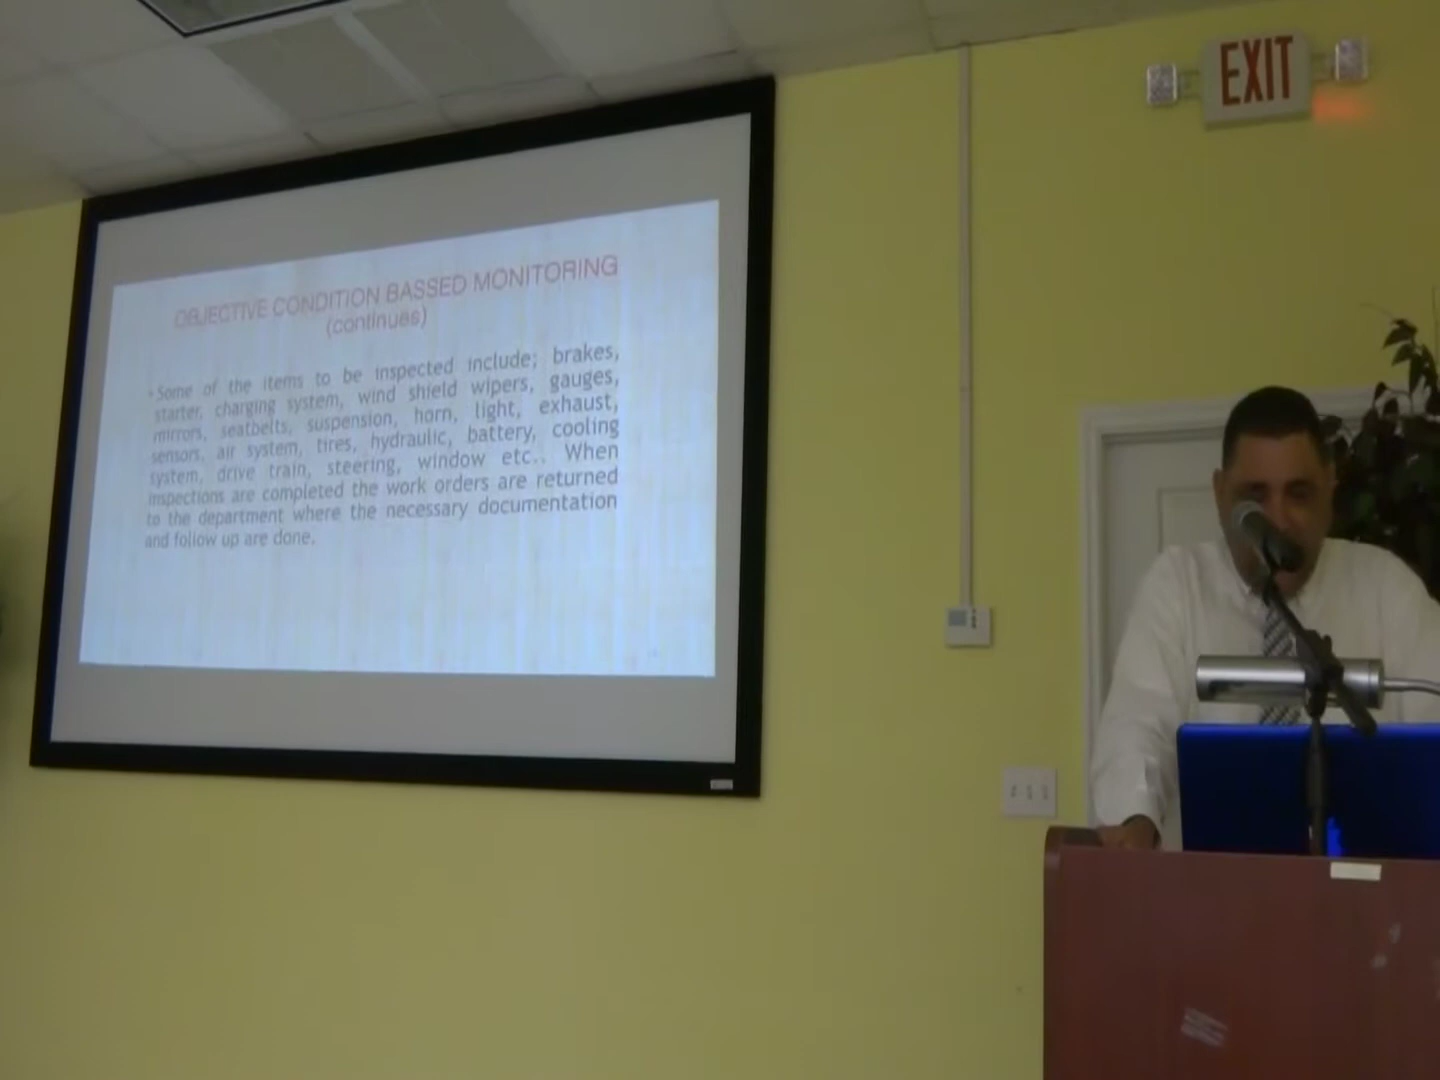 EXIT
OBJECTIVE CONDITION BASSED MONITORING
(continues)
• Some of the items to be inspected include; brakes,
starter, charging system, wind shield wipers, gauges,
mirrors, seatbelts, suspension, horn, light, exhaust,
sensors, air system, tires, hydraulic, battery, cooling
system, drive train, steering, window etc.. When
inspections are completed the work orders are returned
to the department where the necessary documentation
and follow up are done.